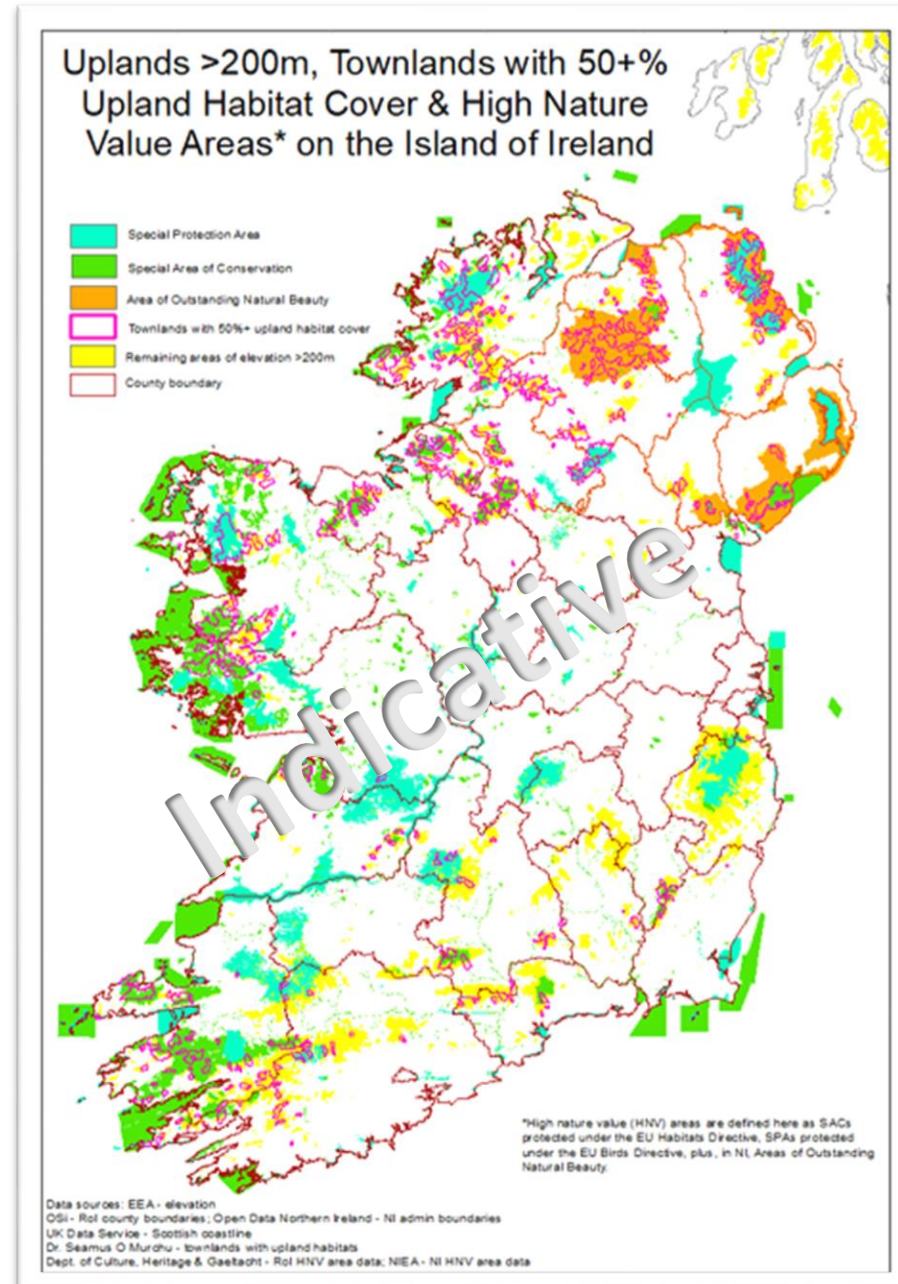 Uplands >200m, Townlands with 50+%
Upland Habitat Cover & High Nature
Value Areas* on the Island of Ireland
Special Protection Area
Special Area of Conservation
Area of Outstanding Natural Beauty
Townlands with 50%+ upland habitat cover
Remaining areas of elevation >200m
County boundary
Indicative
*High nature value (HNV) areas are defined here as SACs
protected under the EU Habitats Directive, SPAs protected
under the EU Birds Directive, plus, in NI, Areas of Outstanding
Natural Beauty.
Data sources: EEA - elevation
OSi - RoI county boundaries; Open Data Northern Ireland - NI admin boundaries
UK Data Service - Scottish coastline
Dr. Seamus O Murchu - townlands with upland habitats
Dept. of Culture, Heritage & Gaeltacht - RoI HNV area data; NIEA - NI HNV area data